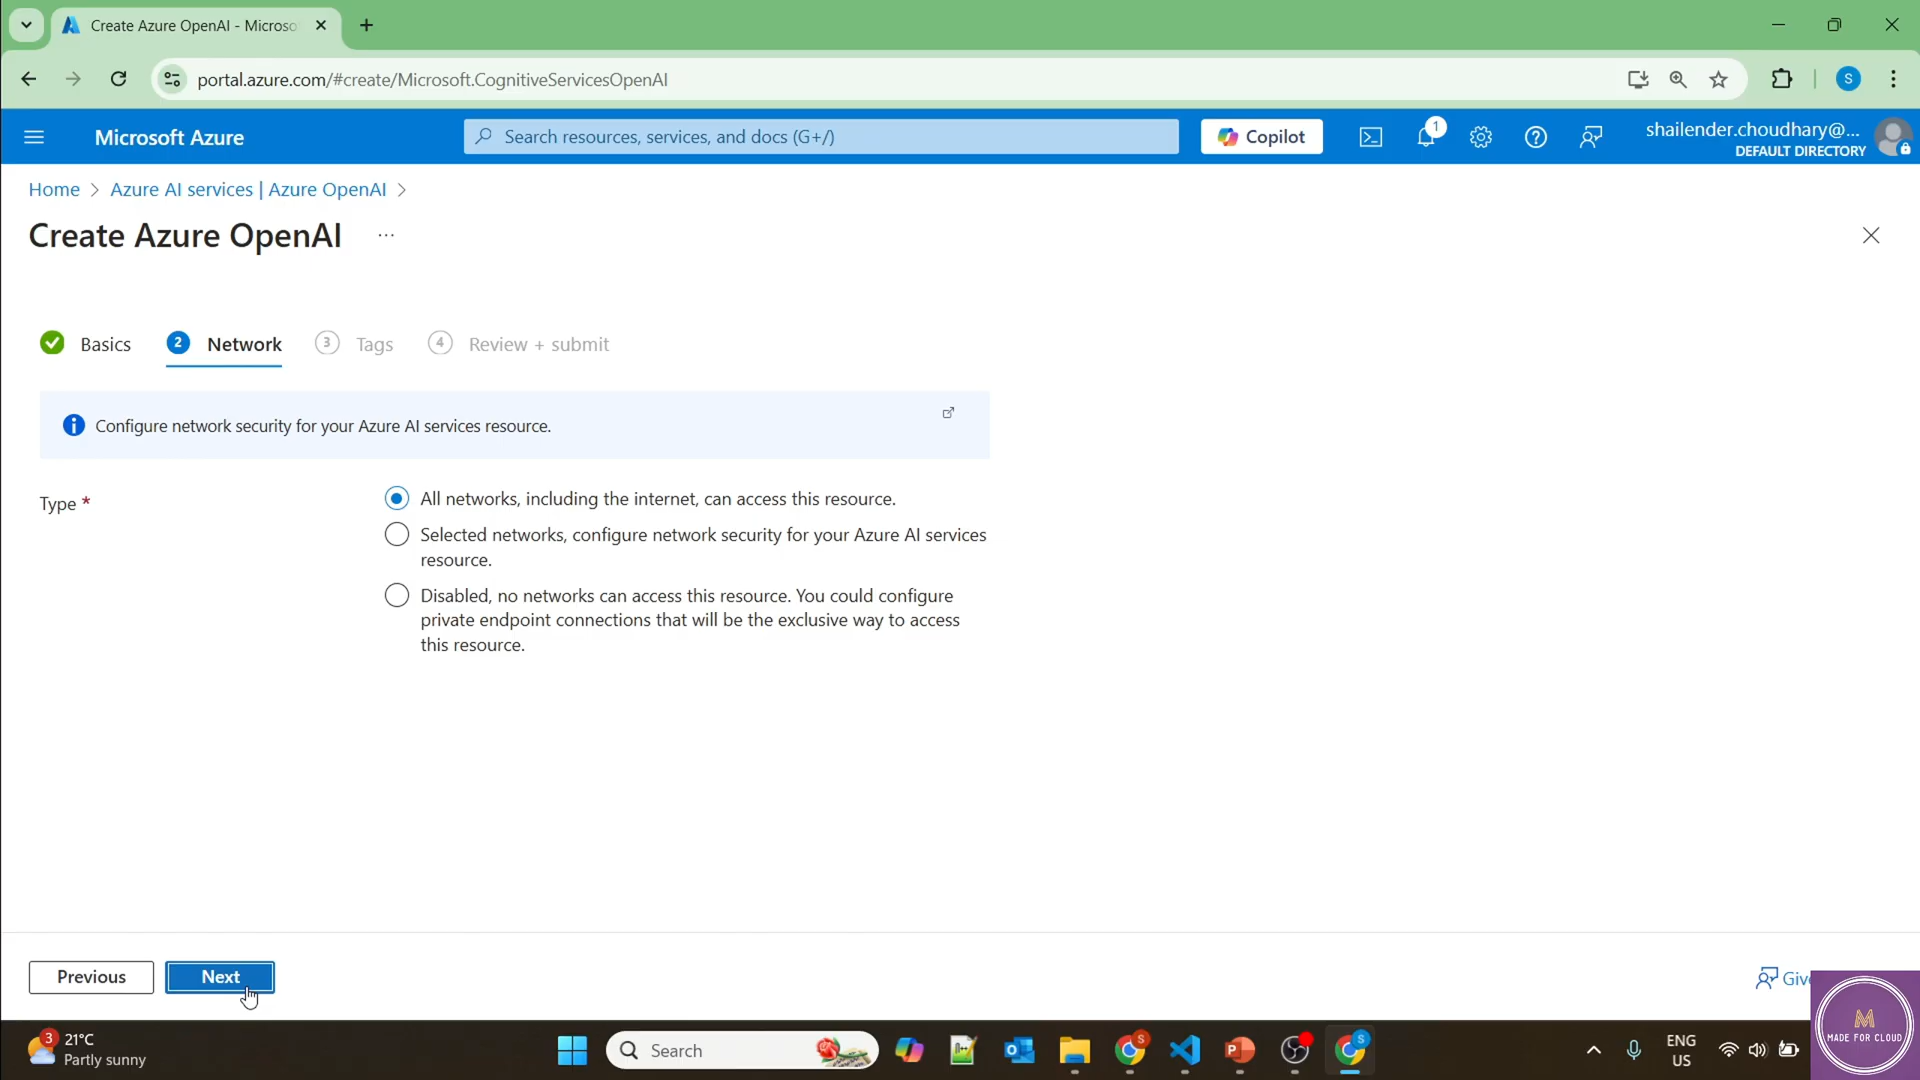 Create Azure OpenAI - Microso
portal.azure.com/#create/Microsoft.CognitiveServicesOpenAI
S
Microsoft Azure
Search resources, services, and docs (G+/)
Copilot
1
shailender.choudhary@...
DEFAULT DIRECTORY
Home > Azure AI services | Azure OpenAI >
Create Azure OpenAI ...
Basics
2 Network
3 Tags
4 Review + submit
Configure network security for your Azure AI services resource.
Type *
All networks, including the internet, can access this resource.
Selected networks, configure network security for your Azure AI services
resource.
Disabled, no networks can access this resource. You could configure
private endpoint connections that will be the exclusive way to access
this resource.
Previous
Next
Give
3
21°C
Partly sunny
Search
S
S
ENG
US
M
MADE FOR CLOUD